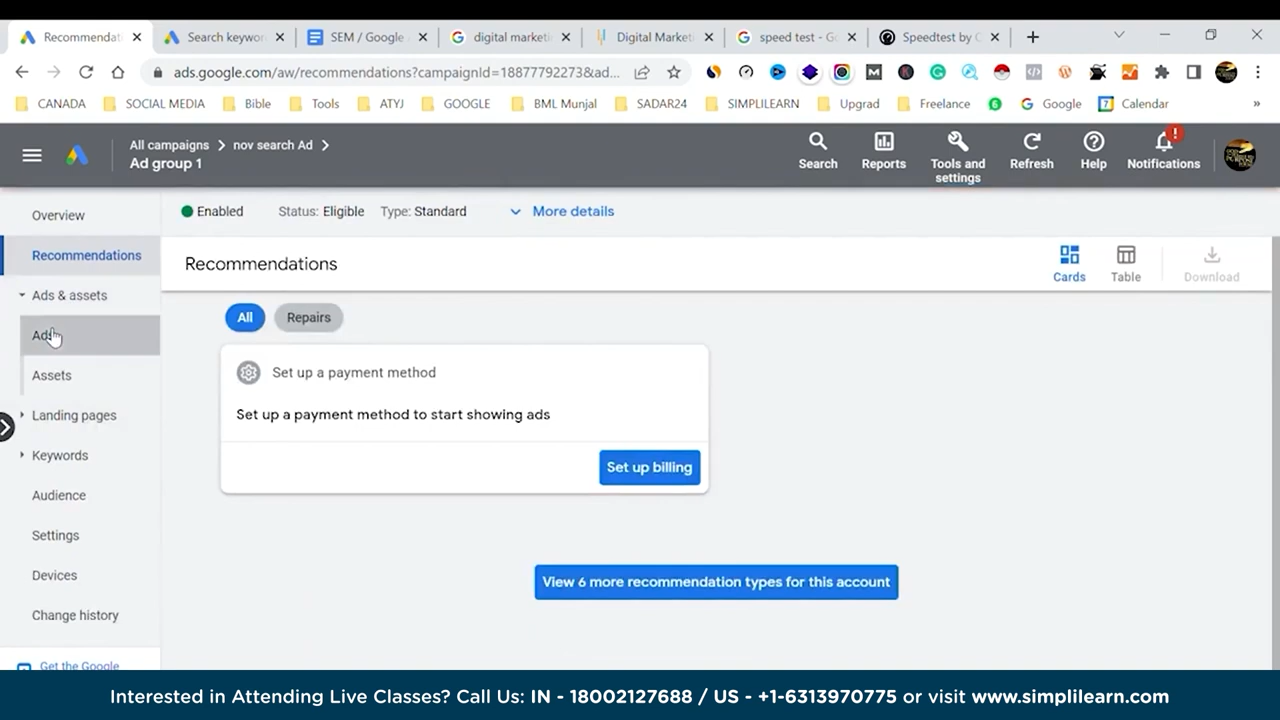 Recommendati
Search keywor
SEM / Google
digital marketi
Digital Market
speed test - Go
Speedtest by O
ads.google.com/aw/recommendations?campaignId=18877792273&ad...
CANADA
SOCIAL MEDIA
Bible
Tools
ATYJ
GOOGLE
BML Munjal
SADAR24
SIMPLILEARN
Upgrad
Freelance
Google
Calendar
All campaigns
nov search Ad
Ad group 1
Search
Reports
Tools and
settings
Refresh
Help
Notifications
Overview
Recommendations
Ads & assets
Ads
Assets
Landing pages
Keywords
Audience
Settings
Devices
Change history
Get the Google
Enabled
Status: Eligible
Type: Standard
More details
Recommendations
Cards
Table
Download
All
Repairs
Set up a payment method
Set up a payment method to start showing ads
Set up billing
View 6 more recommendation types for this account
Interested in Attending Live Classes? Call Us: IN - 18002127688 / US - +1-6313970775 or visit www.simplilearn.com